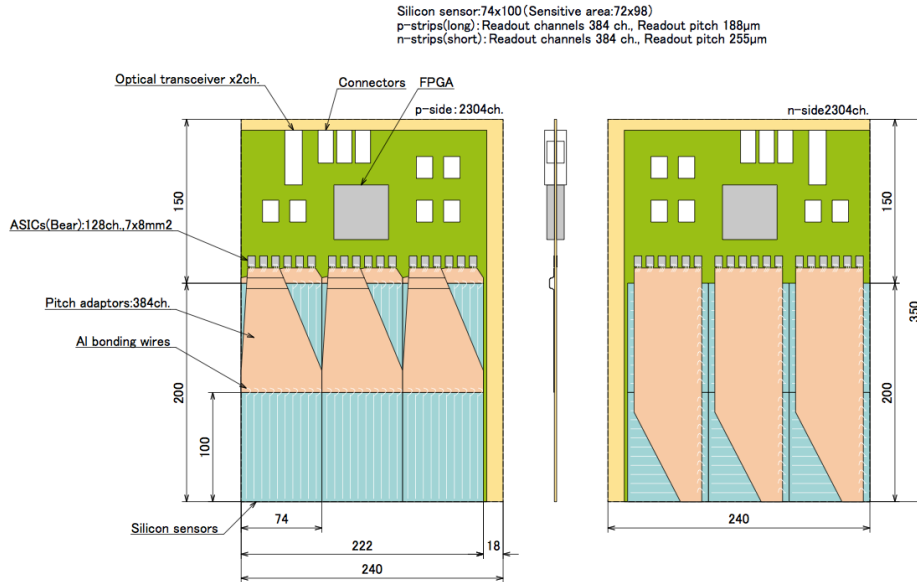 Silicon sensor:74x100(Sensitive area:72x98)
p-strips(long): Readout channels 384 ch., Readout pitch 188μm
n-strips(short): Readout channels 384 ch., Readout pitch 255μm
Optical transceiver x2ch.
Connectors
FPGA
p-side:2304ch.
n-side2304ch.
150
150
ASICs(Bear):128ch.,7x8mm2
Pitch adaptors:384ch.
350
Al bonding wires
200
200
100
Silicon sensors
74
240
222
18
240